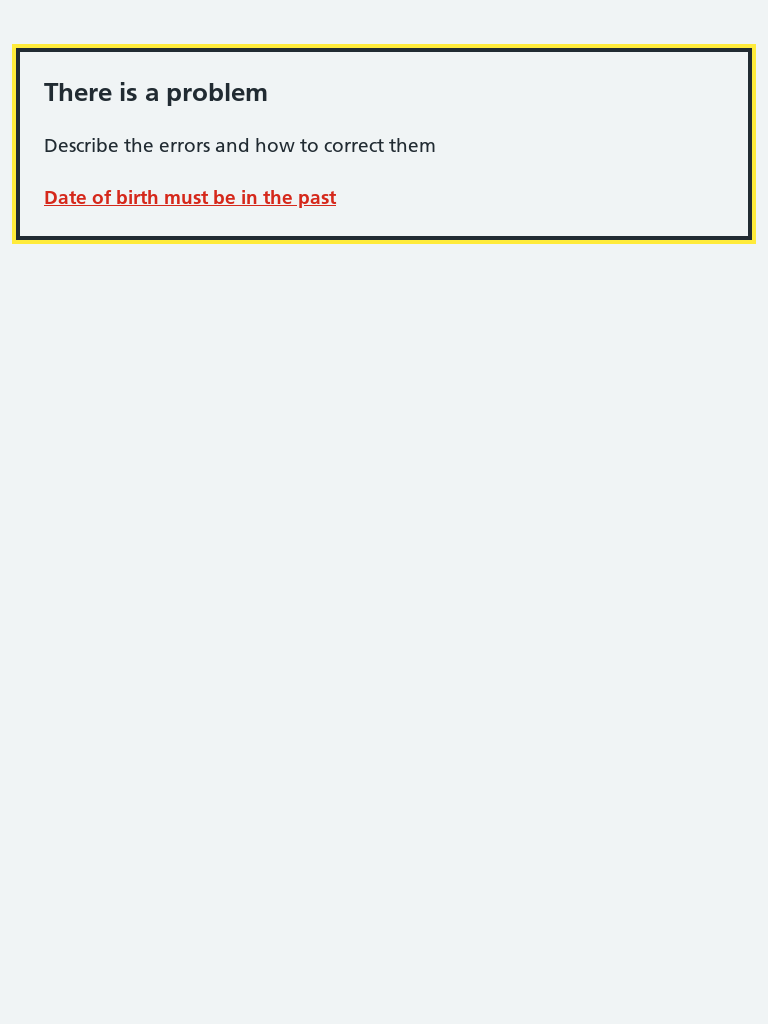 There is a problem
Describe the errors and how to correct them
Date of birth must be in the past